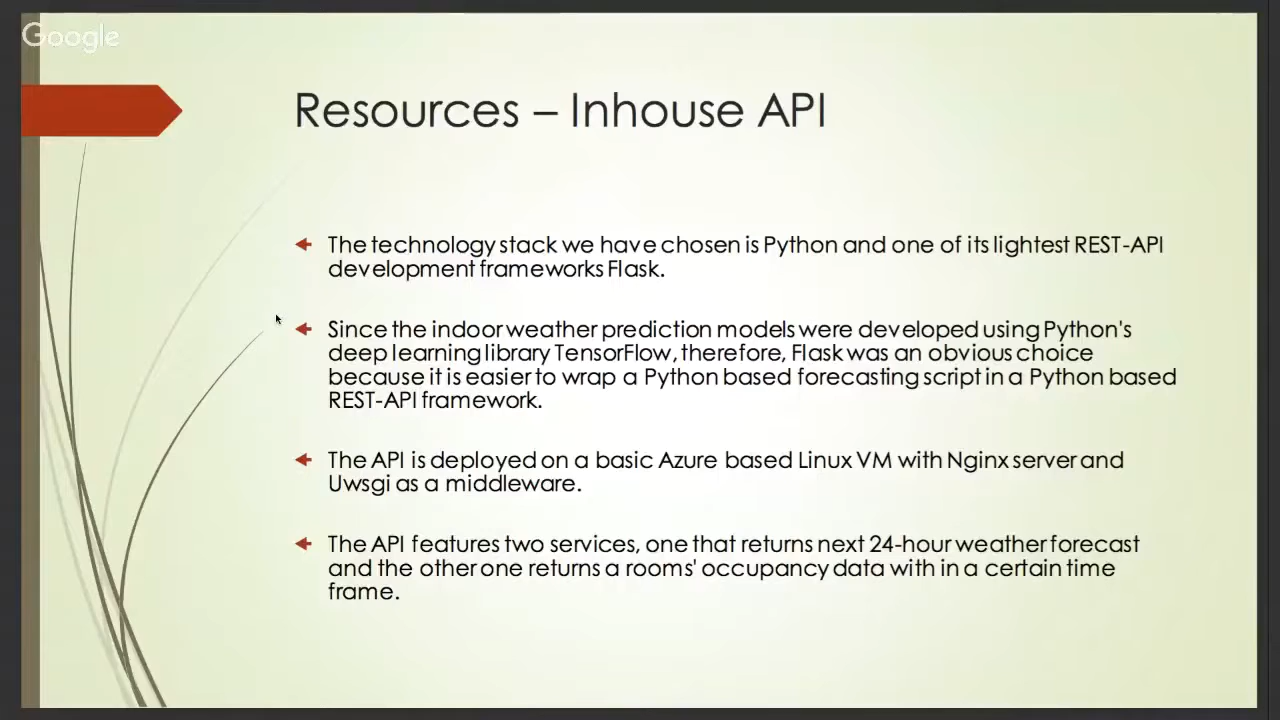 Google
Resources – Inhouse API
The technology stack we have chosen is Python and one of its lightest REST-API
development frameworks Flask.
Since the indoor weather prediction models were developed using Python's
deep learning library TensorFlow, therefore, Flask was an obvious choice
because it is easier to wrap a Python based forecasting script in a Python based
REST-API framework.
The API is deployed on a basic Azure based Linux VM with Nginx server and
Uwsgi as a middleware.
The API features two services, one that returns next 24-hour weather forecast
and the other one returns a rooms' occupancy data with in a certain time
frame.